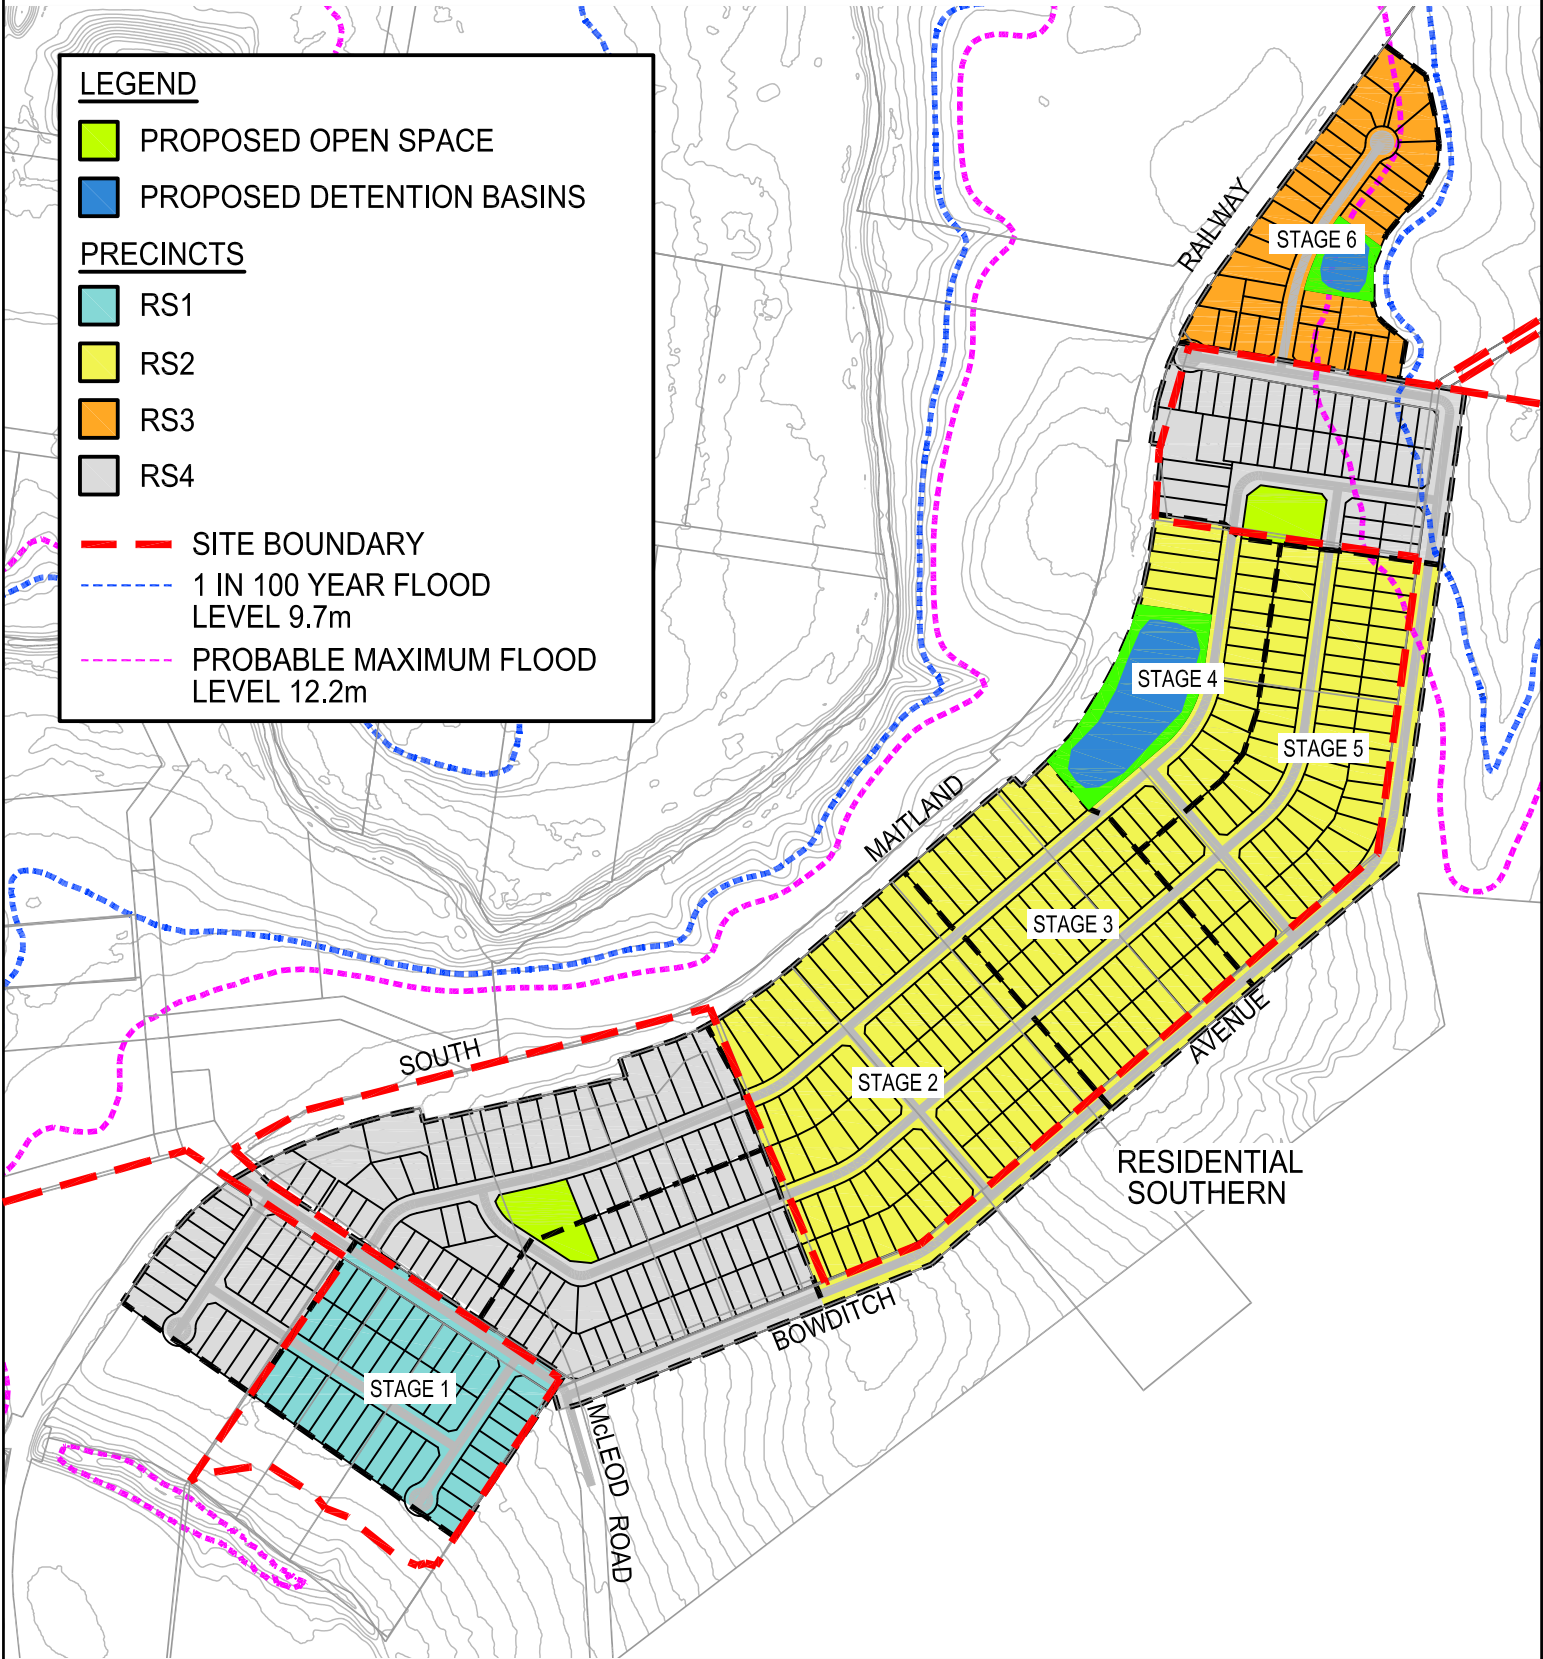 LEGEND
PROPOSED OPEN SPACE
PROPOSED DETENTION BASINS
PRECINCTS
RS1
RS2
RS3
RS4
SITE BOUNDARY
1 IN 100 YEAR FLOOD
LEVEL 9.7m
PROBABLE MAXIMUM FLOOD
LEVEL 12.2m
RAILWAY
STAGE 6
STAGE 4
STAGE 5
MAITLAND
STAGE 3
SOUTH
STAGE 2
AVENUE
RESIDENTIAL
SOUTHERN
BOWDITCH
STAGE 1
McLEOD ROAD